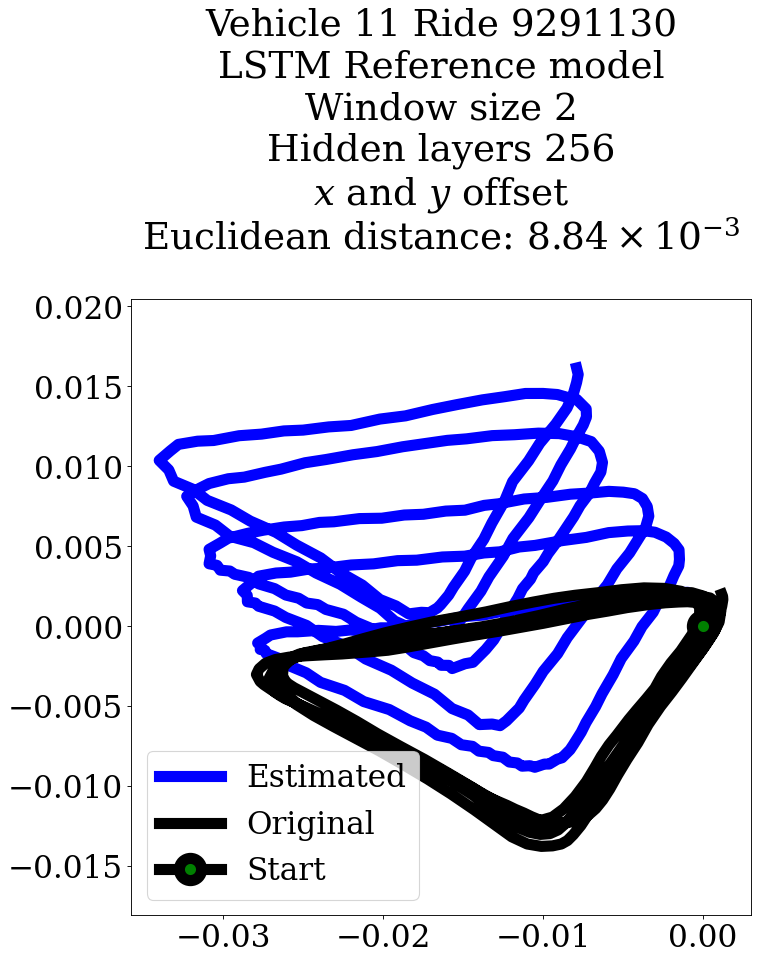 Vehicle 11 Ride 9291130
LSTM Reference model
Window size 2
Hidden layers 256
x and y offset
Euclidean distance: 8.84 × 10⁻³
0.020
0.015
0.010
0.005
0.000
−0.005
−0.010
−0.015
Estimated
Original
Start
−0.03 −0.02 −0.01 0.00